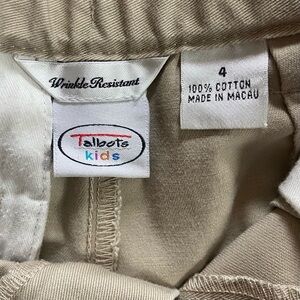 Wrinkle Resistant
Talbots
kids
4
100% COTTON
MADE IN MACAU